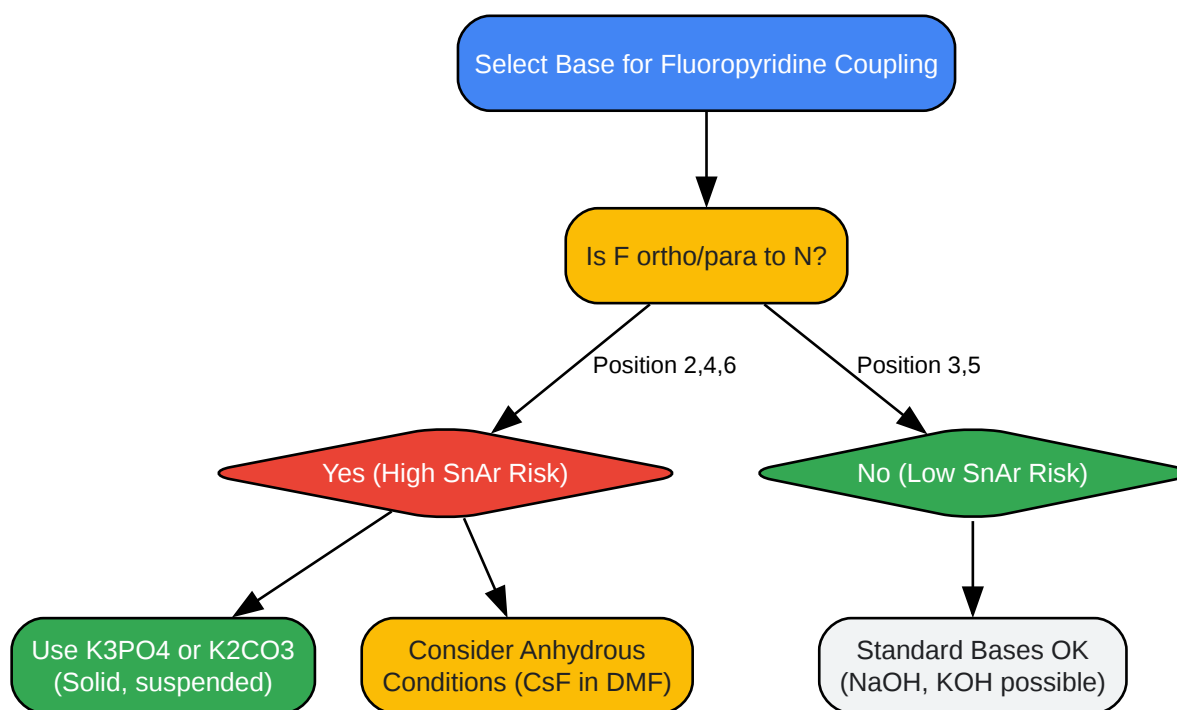 Select Base for Fluoropyridine Coupling
Is F ortho/para to N?
Position 2,4,6
Position 3,5
Yes (High SnAr Risk)
No (Low SnAr Risk)
Use K3PO4 or K2CO3
(Solid, suspended)
Consider Anhydrous
Conditions (CsF in DMF)
Standard Bases OK
(NaOH, KOH possible)